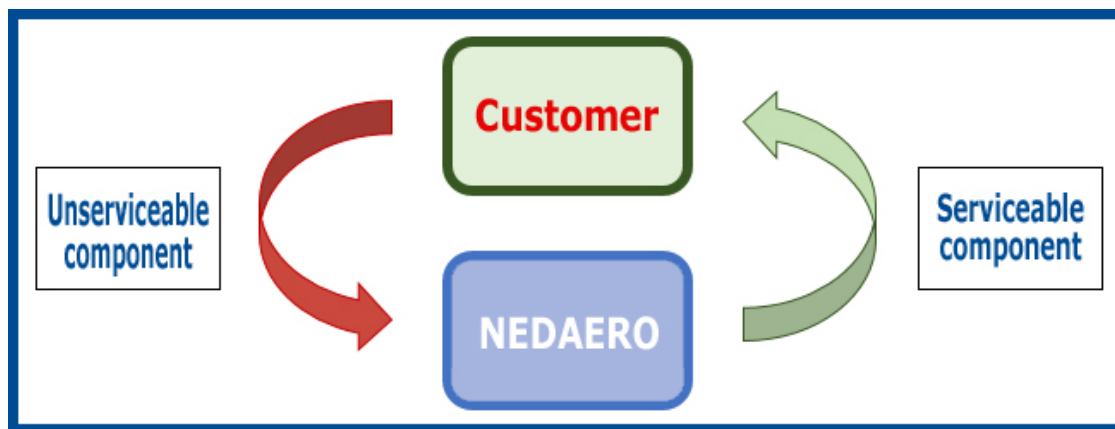 Customer
Unserviceable
component
Serviceable
component
NEDAERO